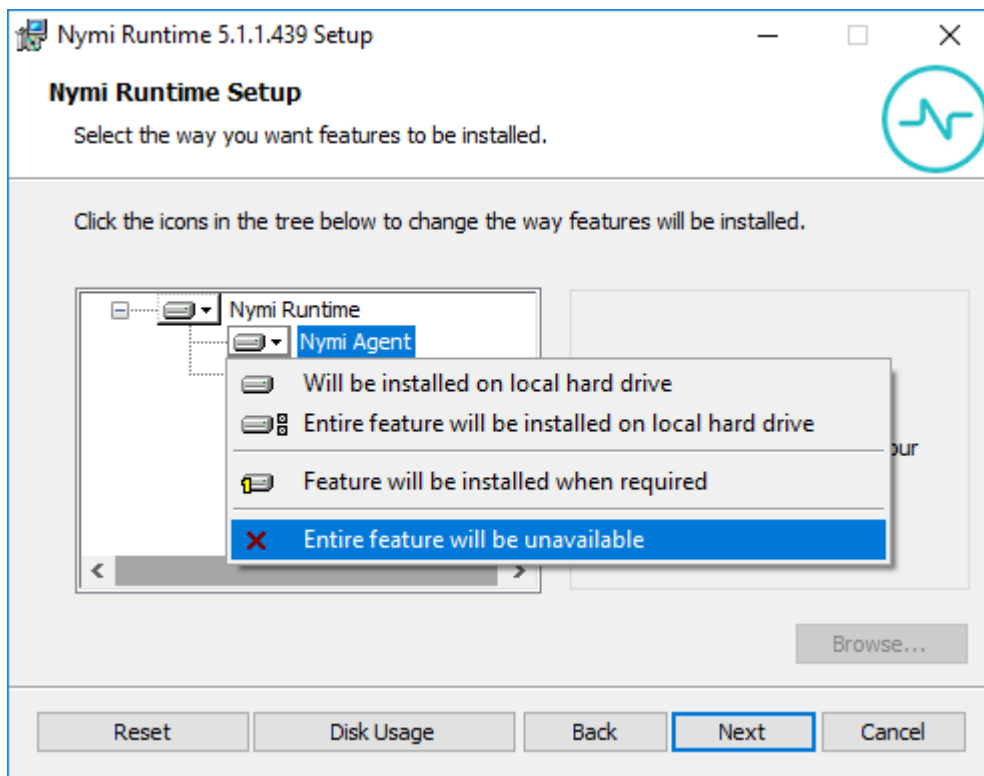 Nymi Runtime 5.1.1.439 Setup
Nymi Runtime Setup
Select the way you want features to be installed.
Click the icons in the tree below to change the way features will be installed.
Nymi Runtime
Nymi Agent
Will be installed on local hard drive
Entire feature will be installed on local hard drive
Feature will be installed when required
Entire feature will be unavailable
Browse...
Reset
Disk Usage
Back
Next
Cancel